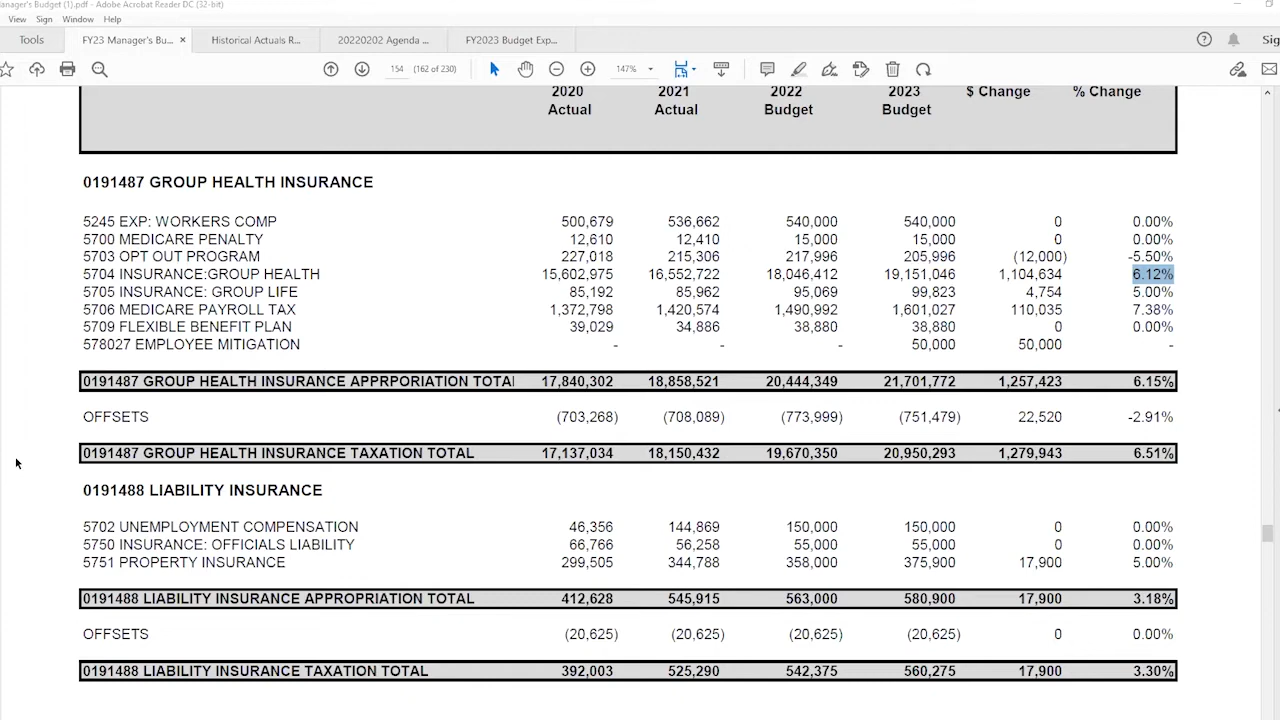 anager's Budget (1).pdf - Adobe Acrobat Reader DC (32-bit)
View Sign Window Help
Tools FY23 Manager's Bu... × Historical Actuals R... 20220202 Agenda ... FY2023 Budget Exp... Sig
154 (162 of 230) 147%
2020 2021 2022 2023 $ Change % Change
Actual Actual Budget Budget
0191487 GROUP HEALTH INSURANCE
5245 EXP: WORKERS COMP 500,679 536,662 540,000 540,000 0 0.00%
5700 MEDICARE PENALTY 12,610 12,410 15,000 15,000 0 0.00%
5703 OPT OUT PROGRAM 227,018 215,306 217,996 205,996 (12,000) -5.50%
5704 INSURANCE:GROUP HEALTH 15,602,975 16,552,722 18,046,412 19,151,046 1,104,634 6.12%
5705 INSURANCE: GROUP LIFE 85,192 85,962 95,069 99,823 4,754 5.00%
5706 MEDICARE PAYROLL TAX 1,372,798 1,420,574 1,490,992 1,601,027 110,035 7.38%
5709 FLEXIBLE BENEFIT PLAN 39,029 34,886 38,880 38,880 0 0.00%
578027 EMPLOYEE MITIGATION - - - 50,000 50,000 -
0191487 GROUP HEALTH INSURANCE APPRPORIATION TOTAL 17,840,302 18,858,521 20,444,349 21,701,772 1,257,423 6.15%
OFFSETS (703,268) (708,089) (773,999) (751,479) 22,520 -2.91%
0191487 GROUP HEALTH INSURANCE TAXATION TOTAL 17,137,034 18,150,432 19,670,350 20,950,293 1,279,943 6.51%
0191488 LIABILITY INSURANCE
5702 UNEMPLOYMENT COMPENSATION 46,356 144,869 150,000 150,000 0 0.00%
5750 INSURANCE: OFFICIALS LIABILITY 66,766 56,258 55,000 55,000 0 0.00%
5751 PROPERTY INSURANCE 299,505 344,788 358,000 375,900 17,900 5.00%
0191488 LIABILITY INSURANCE APPROPRIATION TOTAL 412,628 545,915 563,000 580,900 17,900 3.18%
OFFSETS (20,625) (20,625) (20,625) (20,625) 0 0.00%
0191488 LIABILITY INSURANCE TAXATION TOTAL 392,003 525,290 542,375 560,275 17,900 3.30%